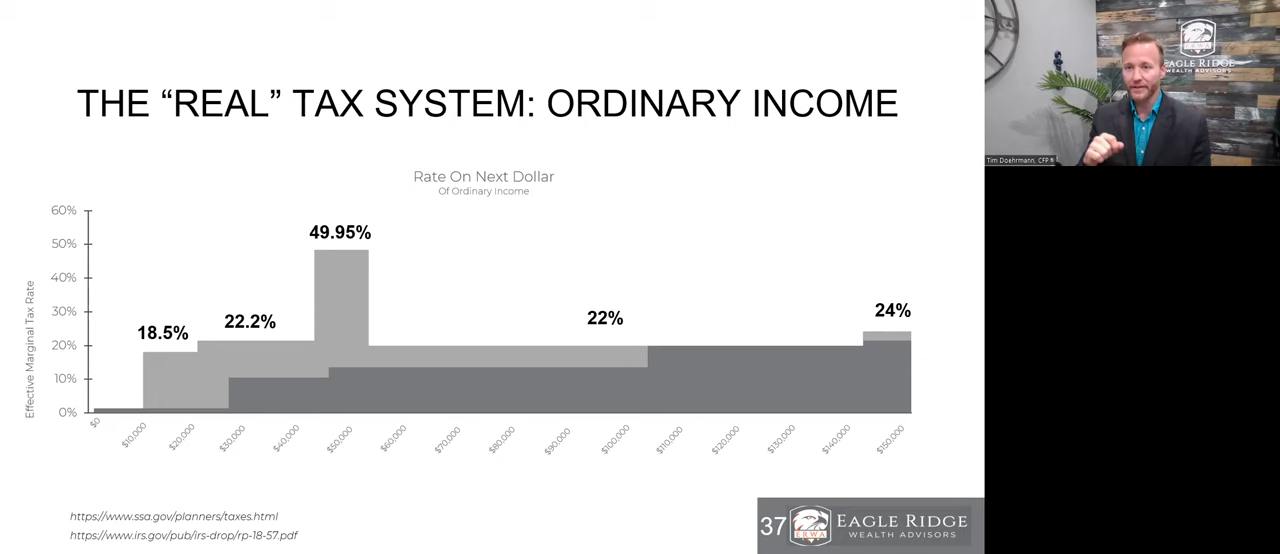 THE “REAL” TAX SYSTEM: ORDINARY INCOME
Rate On Next Dollar
Of Ordinary Income
Effective Marginal Tax Rate
60%
50%
40%
30%
20%
10%
0%
18.5%
22.2%
49.95%
22%
24%
$0
$10,000
$20,000
$30,000
$40,000
$50,000
$60,000
$70,000
$80,000
$90,000
$100,000
$110,000
$120,000
$130,000
$140,000
$150,000
https://www.ssa.gov/planners/taxes.html
https://www.irs.gov/pub/irs-drop/rp-18-57.pdf
37
ERWA
EAGLE RIDGE
WEALTH ADVISORS
EAGLE RIDGE
WEALTH ADVISORS
Tim Doehrmann, CFP ®